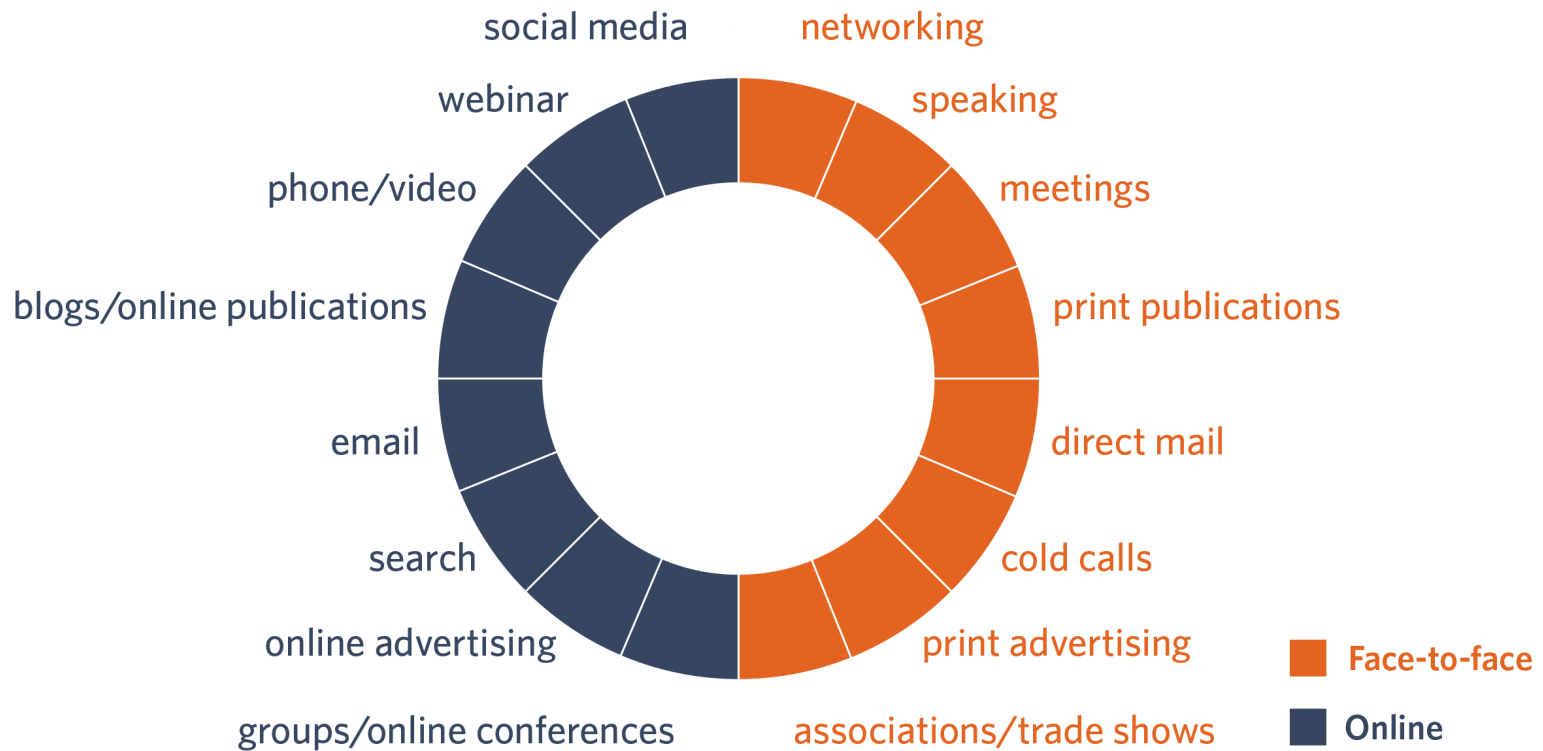 social media
networking
webinar
speaking
phone/video
meetings
blogs/online publications
print publications
email
direct mail
search
cold calls
online advertising
print advertising
Face-to-face
groups/online conferences
associations/trade shows
Online